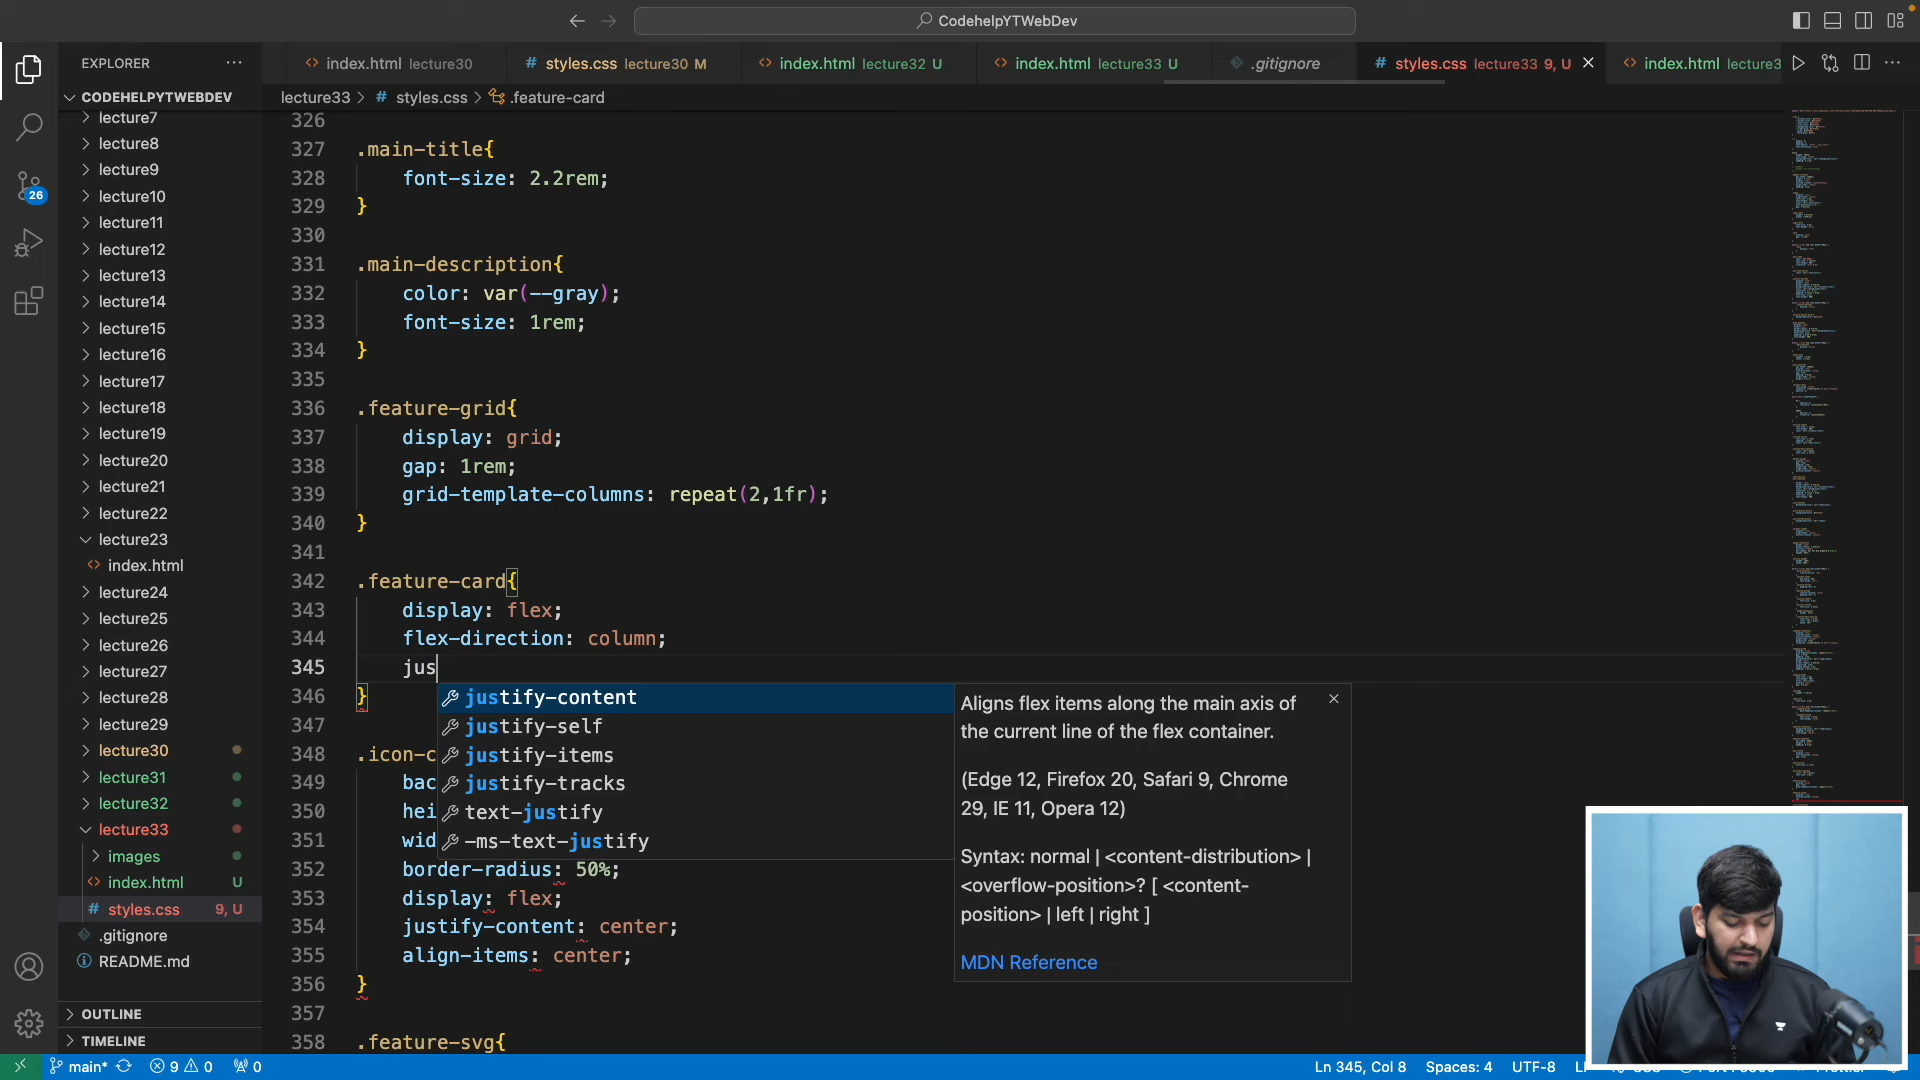 CodehelpYTWebDev
EXPLORER
index.html lecture30
styles.css lecture30 M
index.html lecture32 U
index.html lecture33 U
.gitignore
styles.css lecture33 9, U
index.html lecture3
CODEHELPYTWEBDEV
lecture33 > # styles.css > .feature-card
lecture7
lecture8
lecture9
lecture10
lecture11
lecture12
lecture13
lecture14
lecture15
lecture16
lecture17
lecture18
lecture19
lecture20
lecture21
lecture22
lecture23
index.html
lecture24
lecture25
lecture26
lecture27
lecture28
lecture29
lecture30
lecture31
lecture32
lecture33
images
index.html U
styles.css 9, U
.gitignore
README.md
OUTLINE
TIMELINE
26
326
327 .main-title{
328 font-size: 2.2rem;
329 }
330
331 .main-description{
332 color: var(--gray);
333 font-size: 1rem;
334 }
335
336 .feature-grid{
337 display: grid;
338 gap: 1rem;
339 grid-template-columns: repeat(2,1fr);
340 }
341
342 .feature-card{
343 display: flex;
344 flex-direction: column;
345 jus
346 }
347
348 .icon-c
349 bac
350 hei
351 wid
352 border-radius: 50%;
353 display: flex;
354 justify-content: center;
355 align-items: center;
356 }
357
358 .feature-svg{
justify-content
justify-self
justify-items
justify-tracks
text-justify
-ms-text-justify
Aligns flex items along the main axis of
the current line of the flex container.
(Edge 12, Firefox 20, Safari 9, Chrome
29, IE 11, Opera 12)
Syntax: normal | <content-distribution> |
<overflow-position>? [ <content-
position> | left | right ]
MDN Reference
main* 9 0 0
Ln 345, Col 8 Spaces: 4 UTF-8